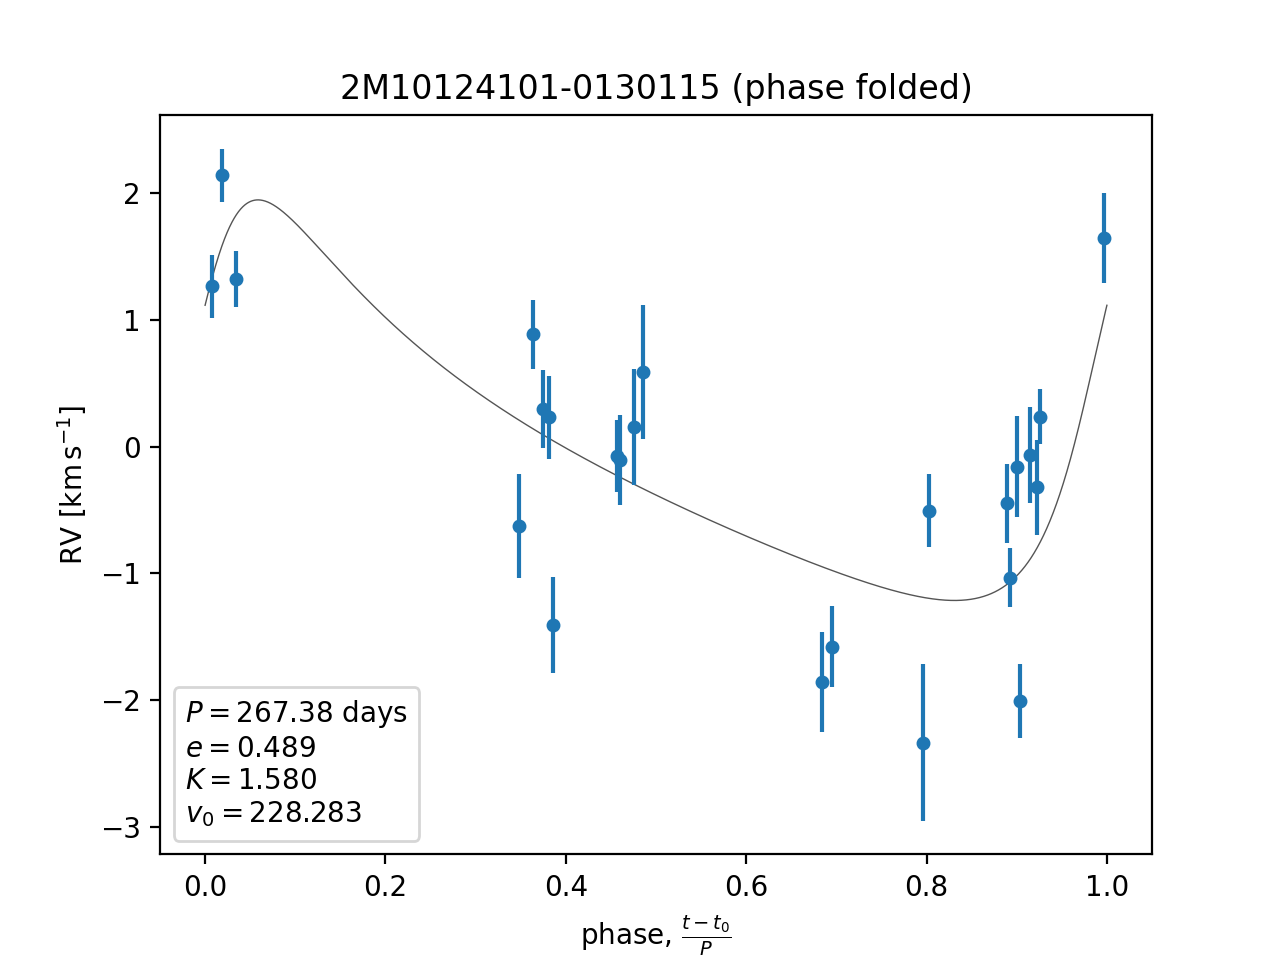 2M10124101-0130115 (phase folded)
RV [km s⁻¹]
2
1
0
−1
−2
−3
P = 267.38 days
e = 0.489
K = 1.580
v₀ = 228.283
0.0 0.2 0.4 0.6 0.8 1.0
phase, (t − t₀)/P